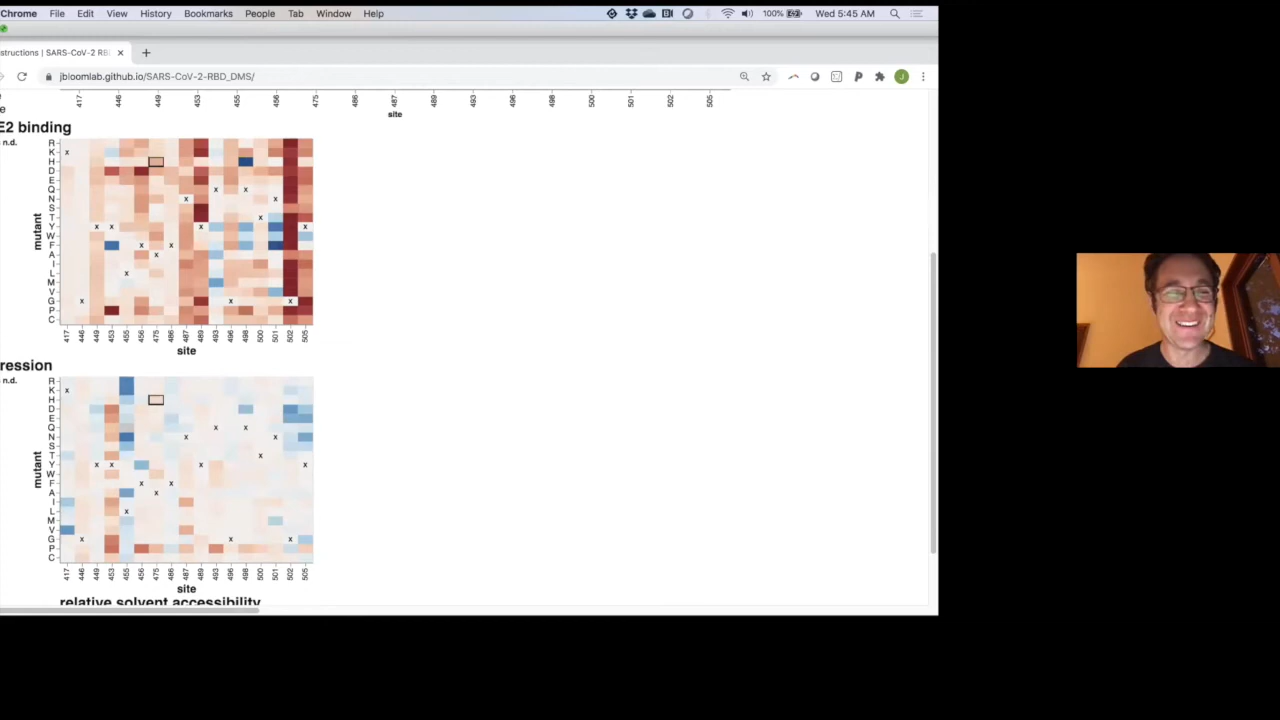 Chrome File Edit View History Bookmarks People Tab Window Help 100% Wed 5:45 AM
structions | SARS-CoV-2 RB
jbloomlab.github.io/SARS-CoV-2-RBD_DMS/
417 446 449 453 455 456 475 486 487 489 493 496 498 500 501 502 505
site
e
E2 binding
n.d.
mutant
R
K
H
D
E
Q
N
S
T
Y
W
F
A
I
L
M
V
G
P
C
417 446 449 453 455 456 475 486 487 489 493 496 498 500 501 502 505
site
ression
n.d.
mutant
R
K
H
D
E
Q
N
S
T
Y
W
F
A
I
L
M
V
G
P
C
417 446 449 453 455 456 475 486 487 489 493 496 498 500 501 502 505
site
relative solvent accessibility